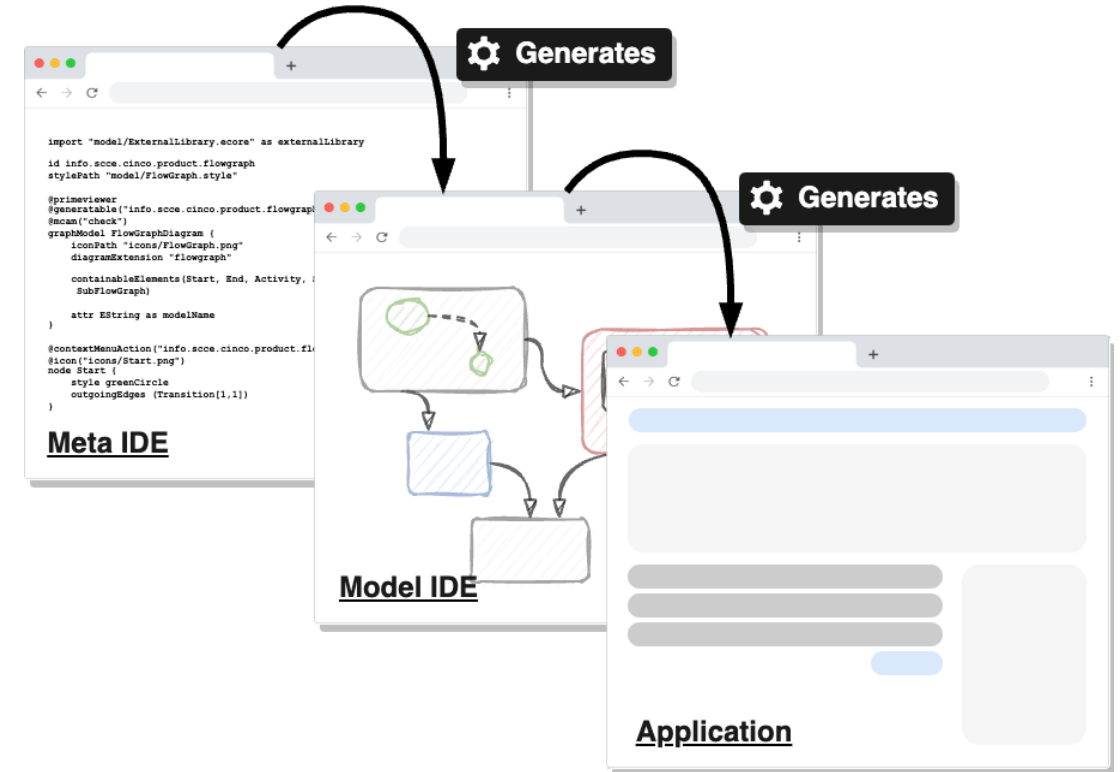 Generates
import "model/ExternalLibrary.ecore" as externalLibrary
id info.scce.cinco.product.flowgraph
stylePath "model/FlowGraph.style"
@primeviewer
@generatable("info.scce.cinco.product.flowgraph
@mcam("check")
graphModel FlowGraphDiagram {
iconPath "icons/FlowGraph.png"
diagramExtension "flowgraph"
containableElements(Start, End, Activity,
SubFlowGraph)
attr EString as modelName
}
@contextMenuAction("info.scce.cinco.product.flo
@icon("icons/Start.png")
node Start {
style greenCircle
outgoingEdges (Transition[1,1])
}
Meta IDE
Generates
Model IDE
Application